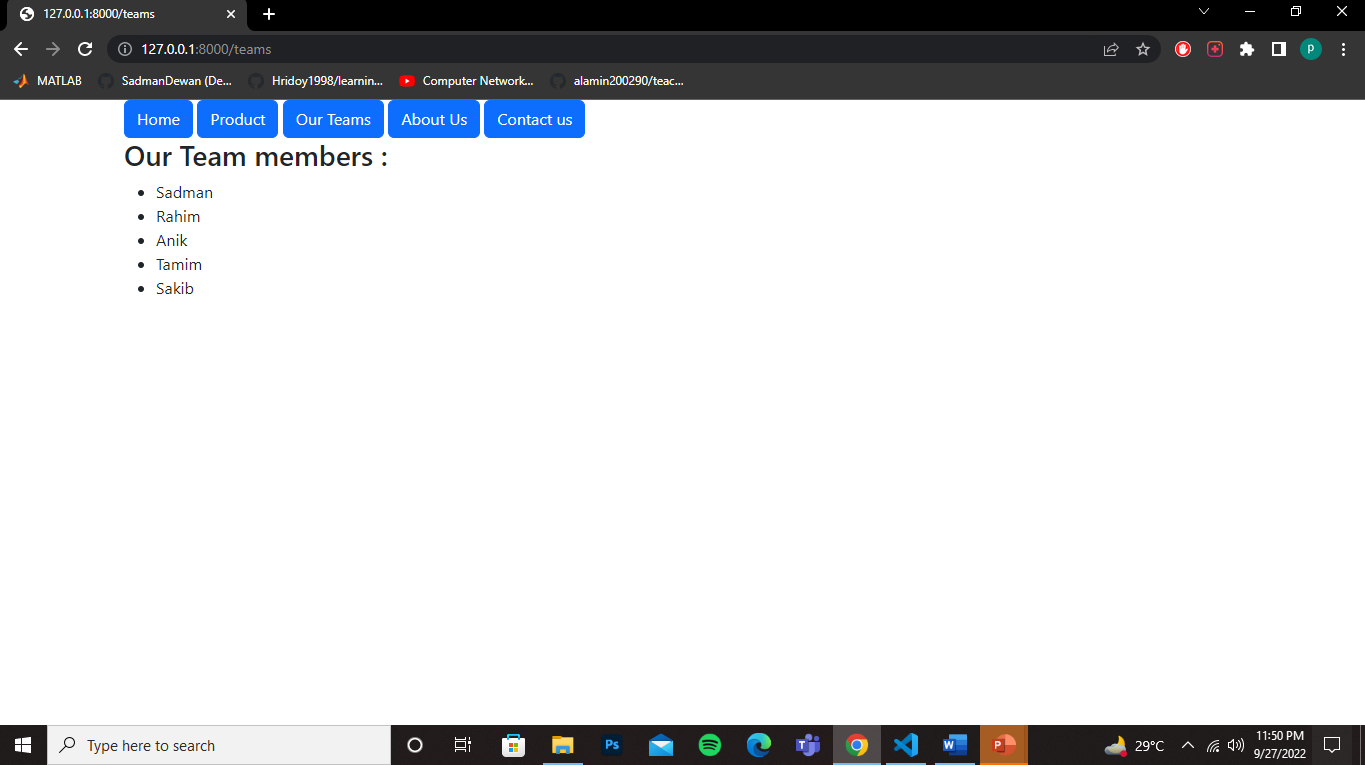 127.0.0.1:8000/teams
127.0.0.1:8000/teams
P
MATLAB SadmanDewan (De... Hridoy1998/learnin... Computer Network... alamin200290/teac...
Home Product Our Teams About Us Contact us
Our Team members :
Sadman
Rahim
Anik
Tamim
Sakib
Type here to search Ps T W P 29°C 11:50 PM
9/27/2022